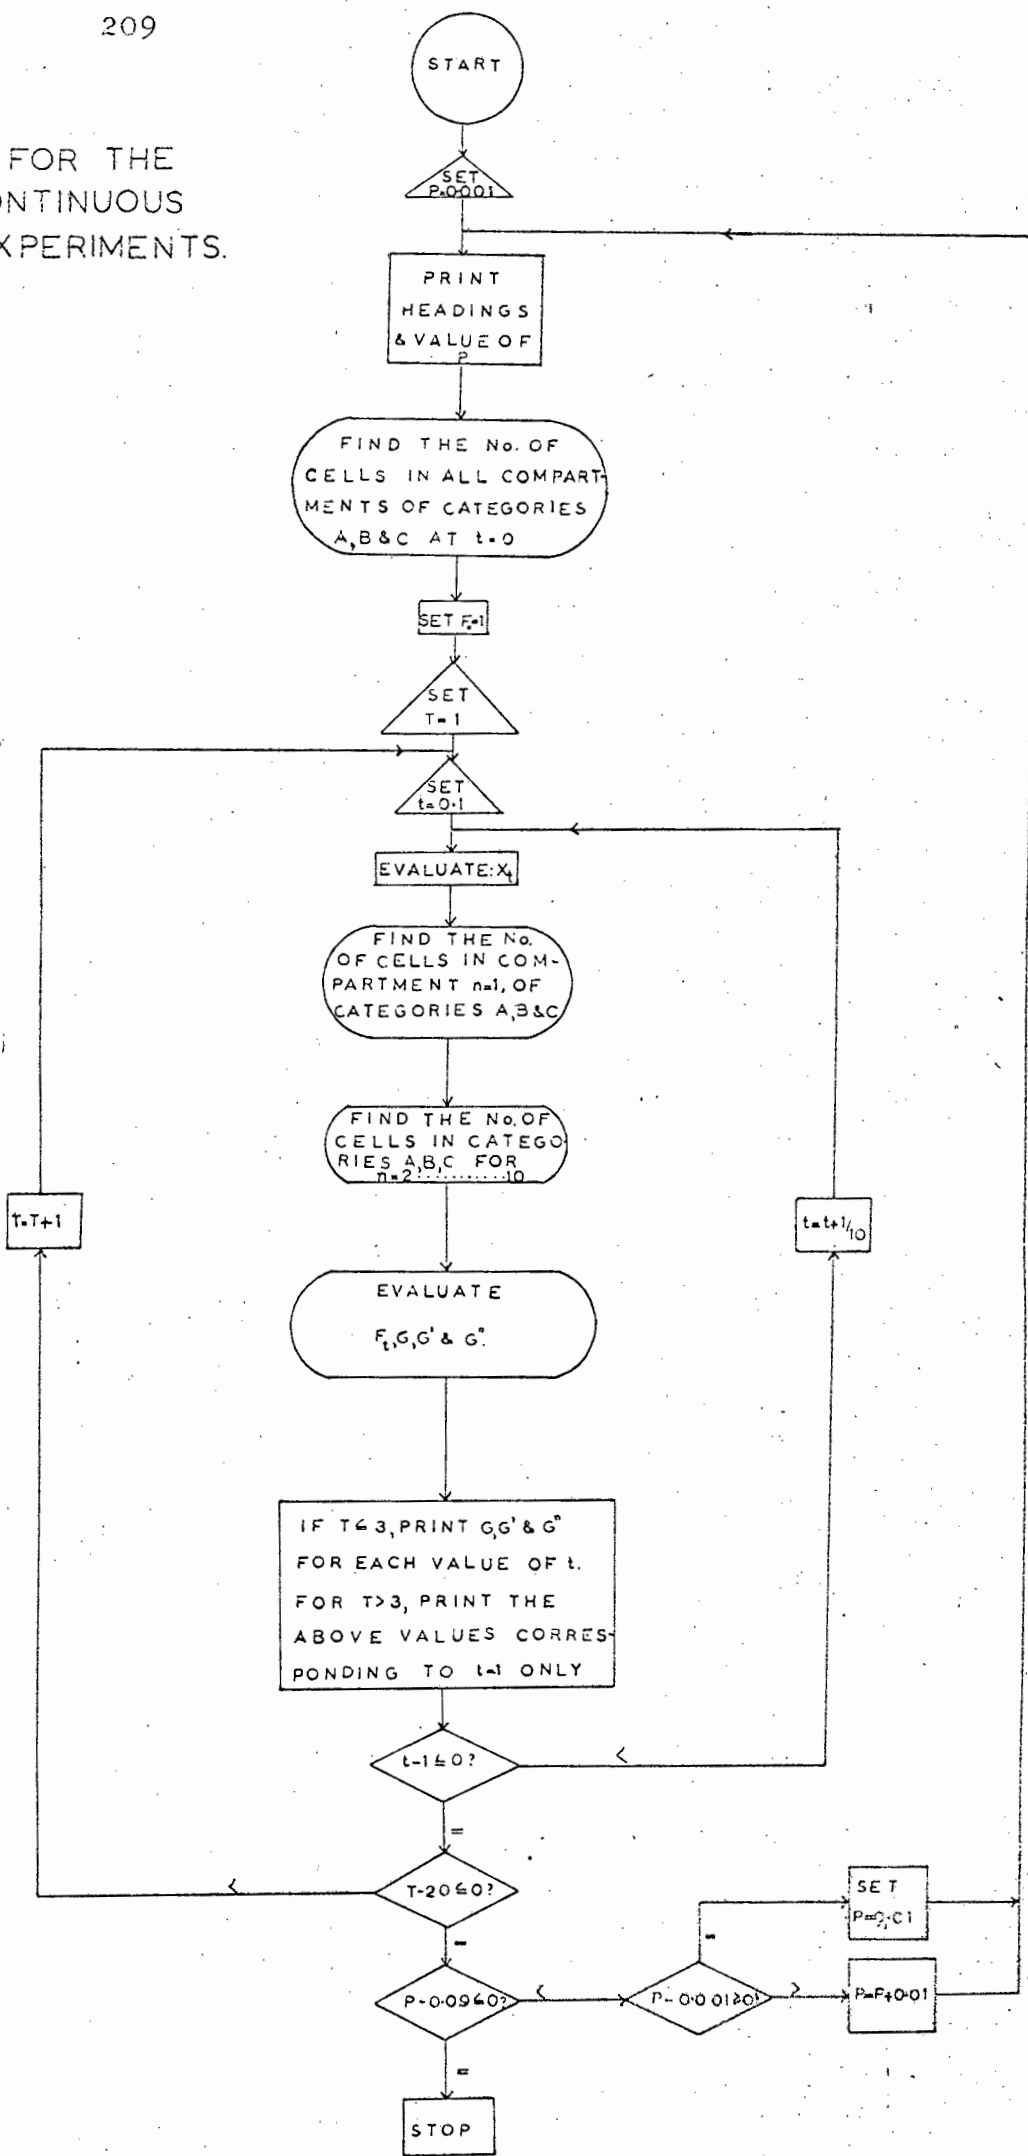 209
FOR THE
ONTINUOUS
XPERIMENTS.
START
SET
P=0.001
PRINT
HEADINGS
& VALUE OF
P
FIND THE No. OF
CELLS IN ALL COMPART-
MENTS OF CATEGORIES
A,B&C AT t=0
SET F₀=1
SET
T=1
SET
t=0.1
EVALUATE: Xt
FIND THE No.
OF CELLS IN COM-
PARTMENT n=1, OF
CATEGORIES A,B&C
FIND THE No. OF
CELLS IN CATEGO
RIES A,B,C FOR
n=2..........10
T=T+1
t=t+1/10
EVALUATE
Ft,G,G' & G".
IF T≤3, PRINT G,G' & G"
FOR EACH VALUE OF t.
FOR T>3, PRINT THE
ABOVE VALUES CORRES-
PONDING TO t=1 ONLY
t-1≤0?
<
=
T-20≤0?
<
=
SET
P=0.01
=
P-0.09≤0?
<
P-0.001≥0?
>
P=P+0.01
=
STOP